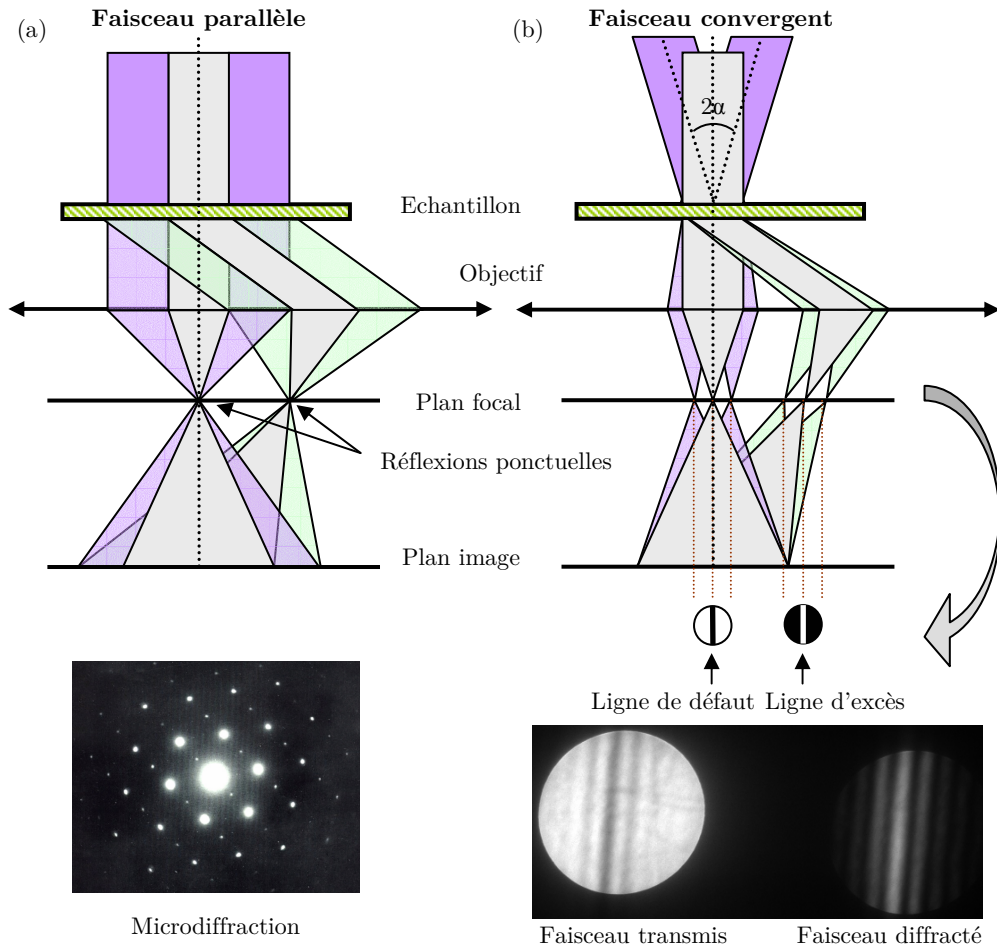 (a)
Faisceau parallèle
(b)
Faisceau convergent
2α
Echantillon
Objectif
Plan focal
Réflexions ponctuelles
Plan image
Ligne de défaut
Ligne d'excès
Microdiffraction
Faisceau transmis
Faisceau diffracté